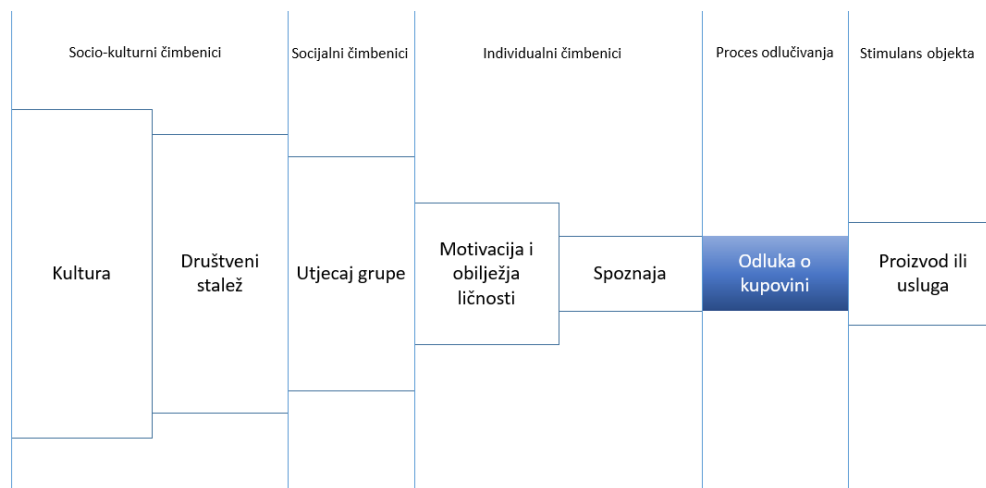 Socio-kulturni čimbenici
Socijalni čimbenici
Individualni čimbenici
Proces odlučivanja
Stimulans objekta
Kultura
Društveni
stalež
Utjecaj grupe
Motivacija i
obilježja
ličnosti
Spoznaja
Odluka o
kupovini
Proizvod ili
usluga